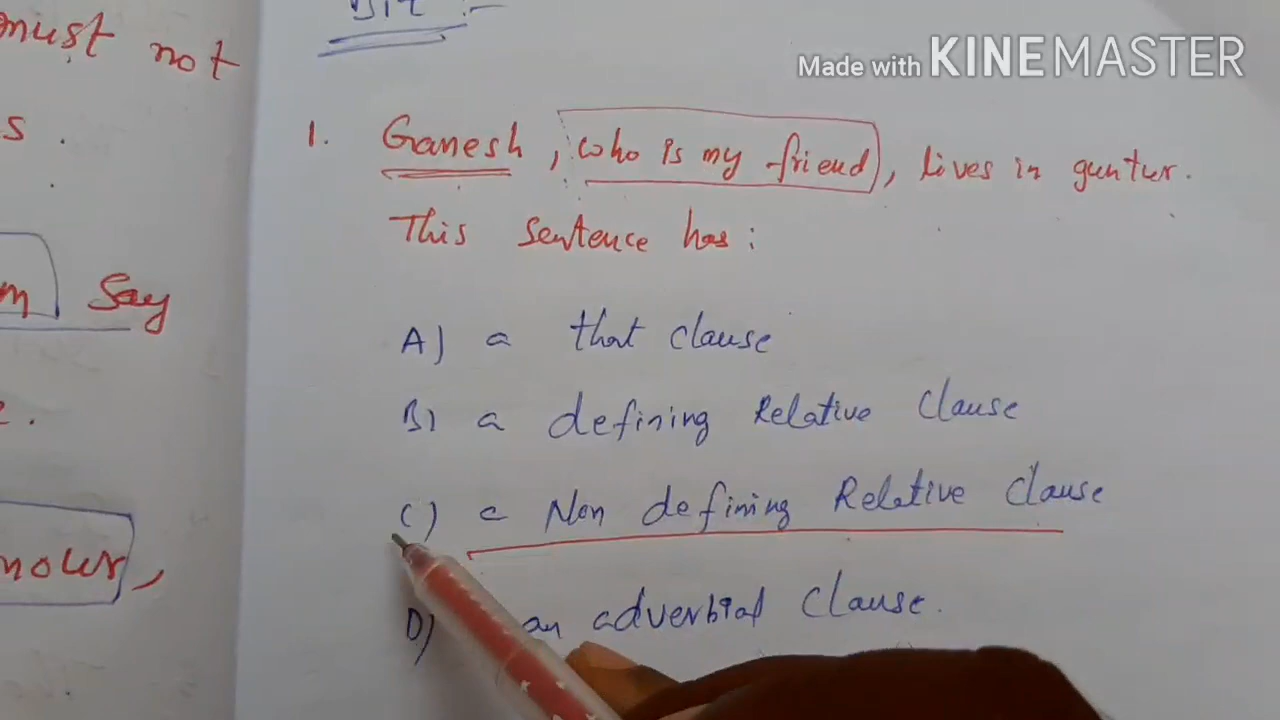 must not
Bit :-
Made with KINEMASTER
s .
1. Ganesh , who is my friend , lives in guntur .
This sentence has :
m say
A) a that clause
B) a defining Relative clause
e .
C) a Non defining Relative clause
D) an adverbial clause .